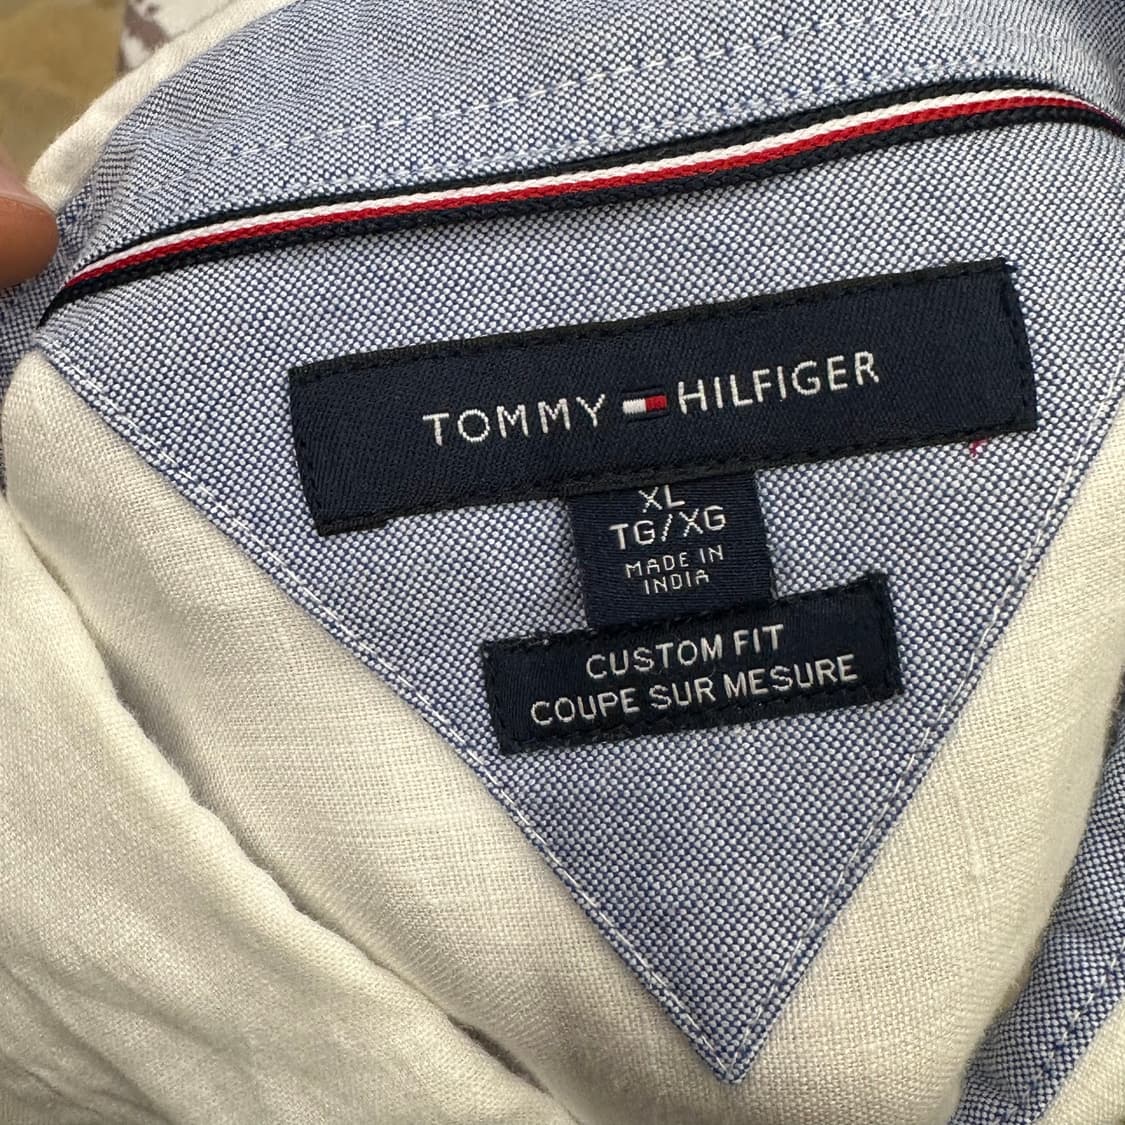 TOMMY HILFIGER
XL
TG/XG
MADE IN
INDIA
CUSTOM FIT
COUPE SUR MESURE